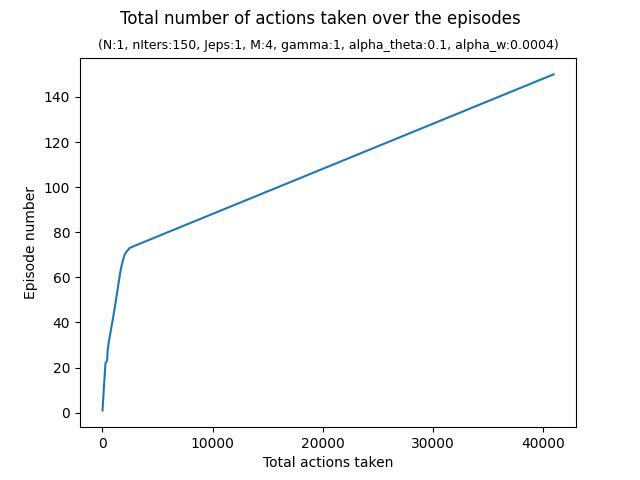 Total number of actions taken over the episodes
(N:1, nIters:150, Jeps:1, M:4, gamma:1, alpha_theta:0.1, alpha_w:0.0004)
140
120
100
80
60
40
20
0
Episode number
0 10000 20000 30000 40000
Total actions taken